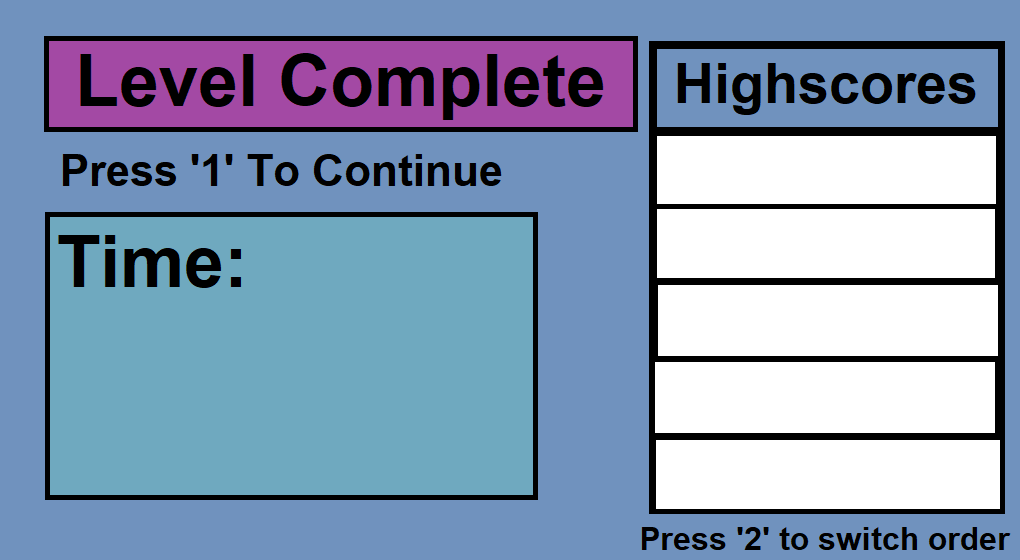 Level Complete
Press '1' To Continue
Time:
Highscores
Press '2' to switch order